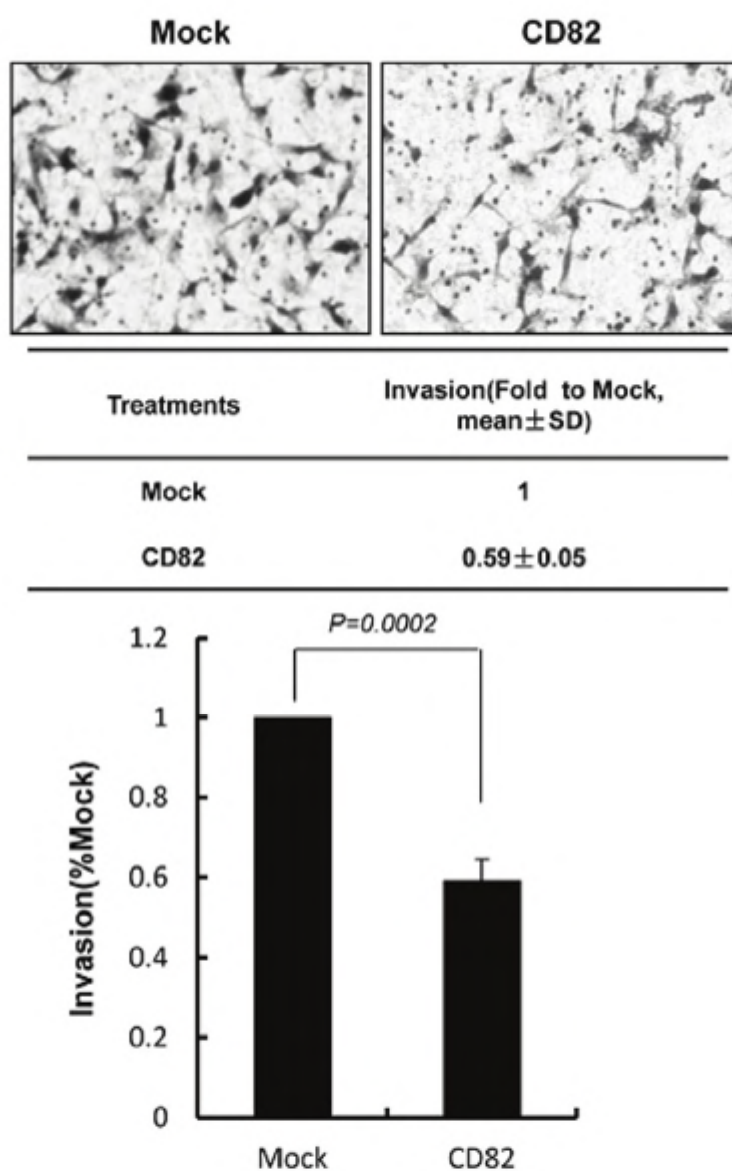 Mock CD82
Treatments Invasion(Fold to Mock,
mean±SD)
Mock 1
CD82 0.59±0.05
P=0.0002
1.2
1
0.8
0.6
0.4
0.2
0
Invasion(%Mock)
Mock CD82